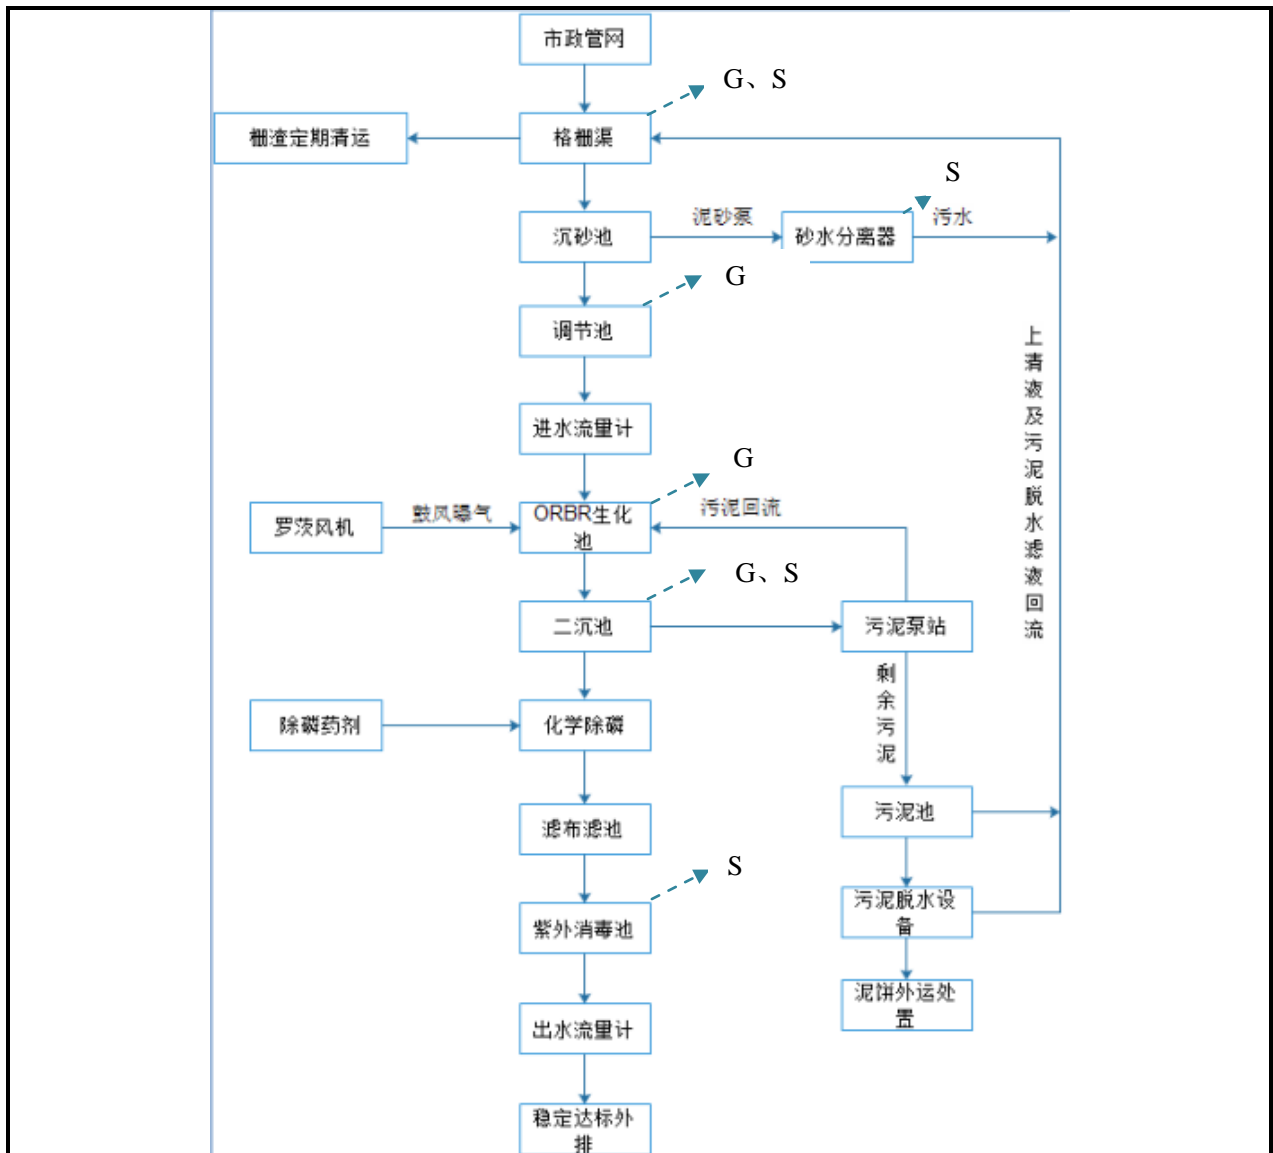 市政管网
G、S
栅渣定期清运
格栅渠
S
泥砂泵
污水
沉砂池
砂水分离器
G
调节池
上清液及污泥脱水滤液回流
进水流量计
G
罗茨风机
鼓风曝气
ORBR生化
池
污泥回流
G、S
二沉池
污泥泵站
剩余污泥
除磷药剂
化学除磷
污泥池
滤布滤池
S
污泥脱水设
备
紫外消毒池
泥饼外运处
置
出水流量计
稳定达标外
排